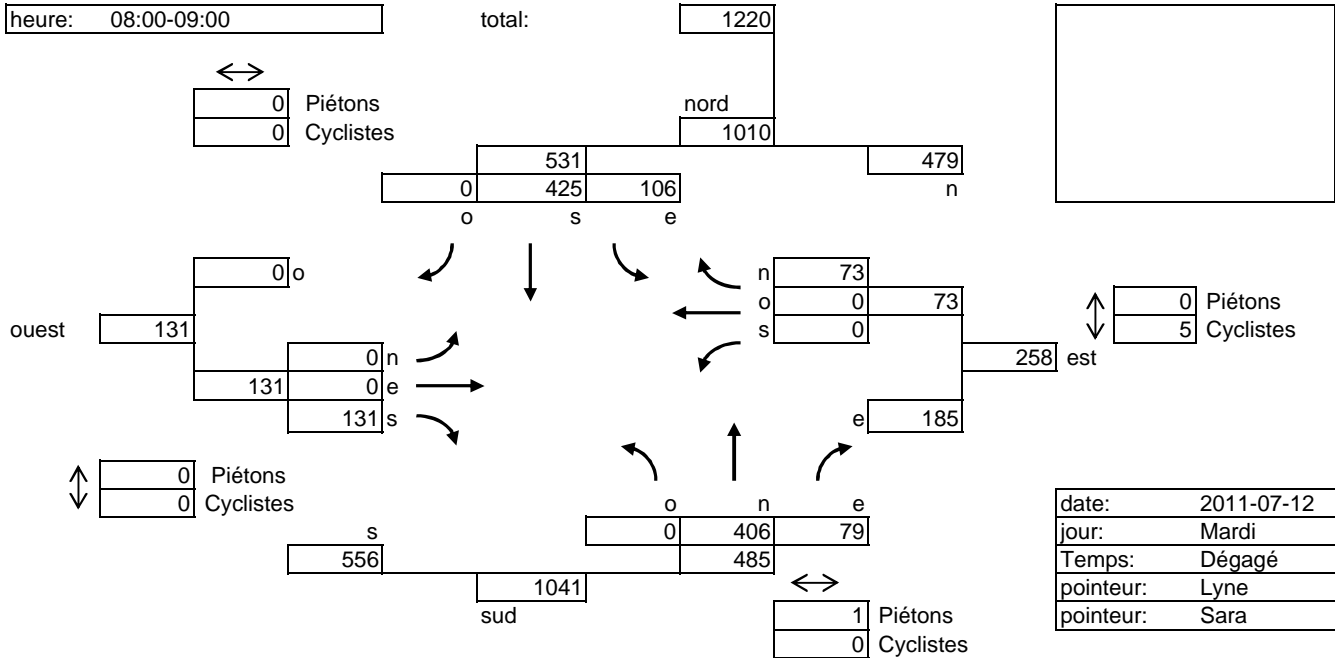 heure: 08:00-09:00 total: 1220
0 Piétons nord
0 Cyclistes 1010
531 479
0 425 106 n
o s e
0 o n 73
o 0 73 0 Piétons
ouest 131 s 0 5 Cyclistes
0 n 258 est
131 0 e
131 s e 185
0 Piétons
0 Cyclistes o n e date: 2011-07-12
s 0 406 79 jour: Mardi
556 485 Temps: Dégagé
1041 pointeur: Lyne
sud 1 Piétons pointeur: Sara
0 Cyclistes